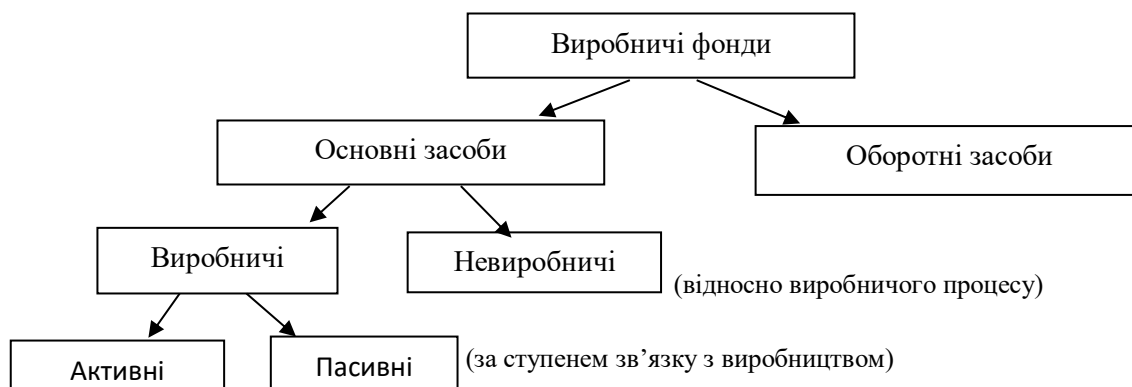 Виробничі фонди
Основні засоби
Оборотні засоби
Виробничі
Невиробничі
(відносно виробничого процесу)
Активні
Пасивні
(за ступенем зв’язку з виробництвом)